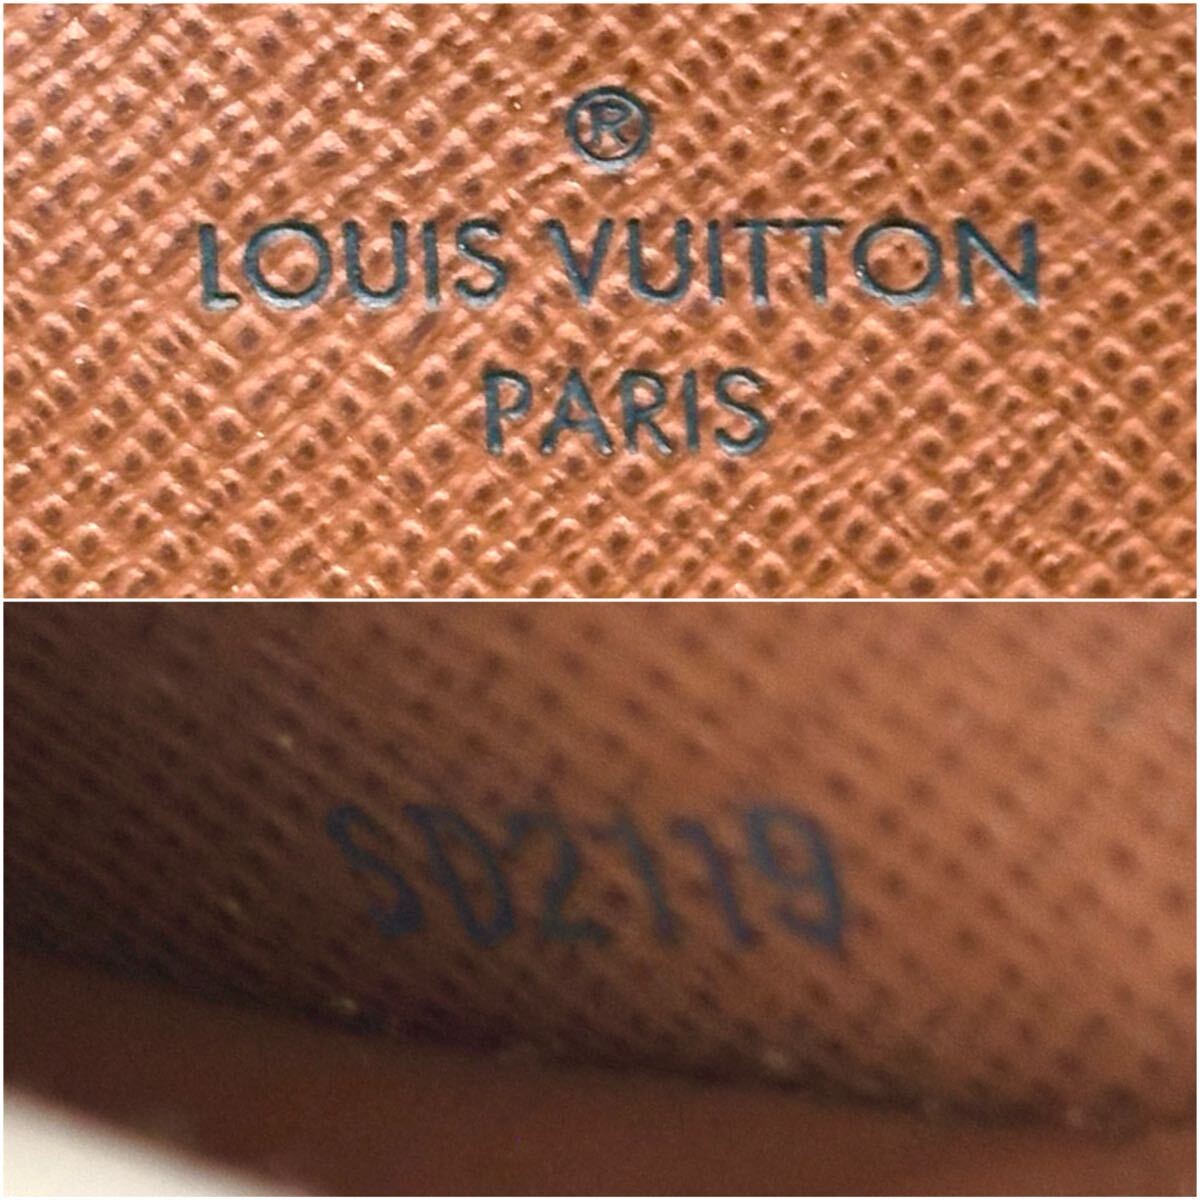 ®
LOUIS VUITTON
PARIS
SD2119